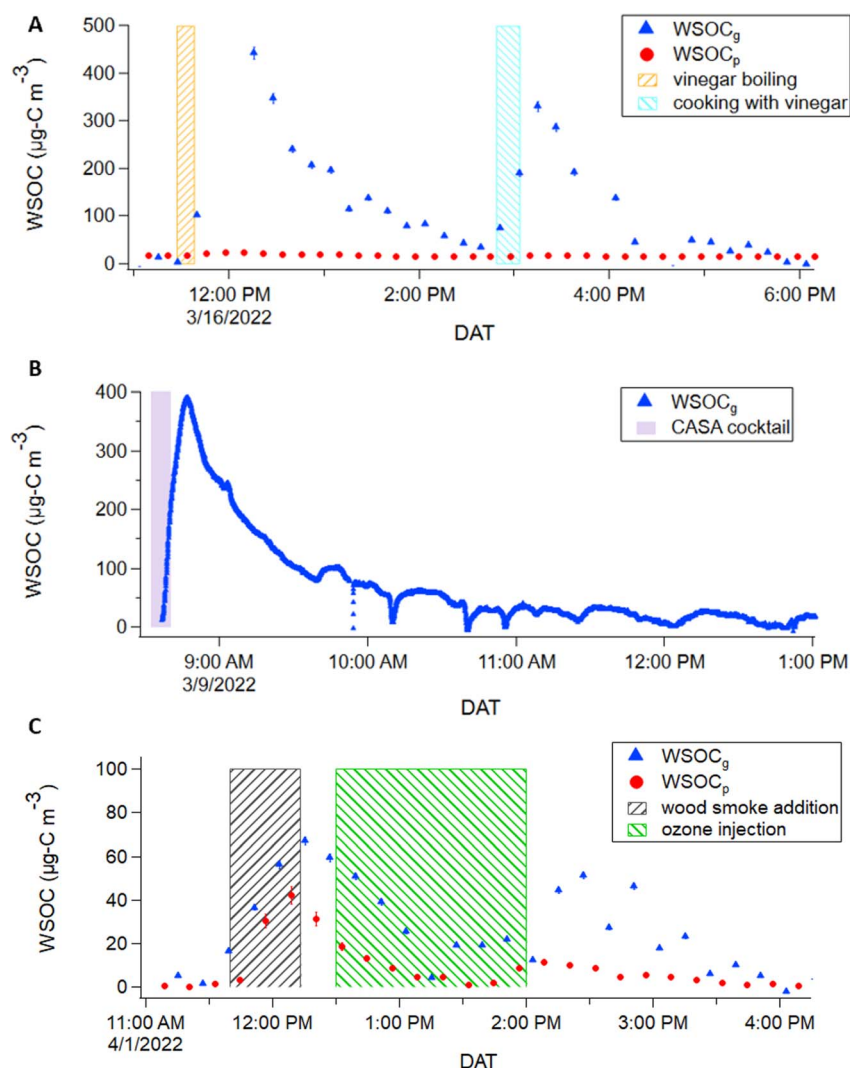 A
WSOC (µg-C m⁻³)
500
400
300
200
100
0
WSOCg
WSOCp
vinegar boiling
cooking with vinegar
12:00 PM
2:00 PM
4:00 PM
6:00 PM
3/16/2022
DAT
B
WSOC (µg-C m⁻³)
400
300
200
100
0
WSOCg
CASA cocktail
9:00 AM
10:00 AM
11:00 AM
12:00 PM
1:00 PM
3/9/2022
DAT
C
WSOC (µg-C m⁻³)
100
80
60
40
20
0
WSOCg
WSOCp
wood smoke addition
ozone injection
11:00 AM
12:00 PM
1:00 PM
2:00 PM
3:00 PM
4:00 PM
4/1/2022
DAT